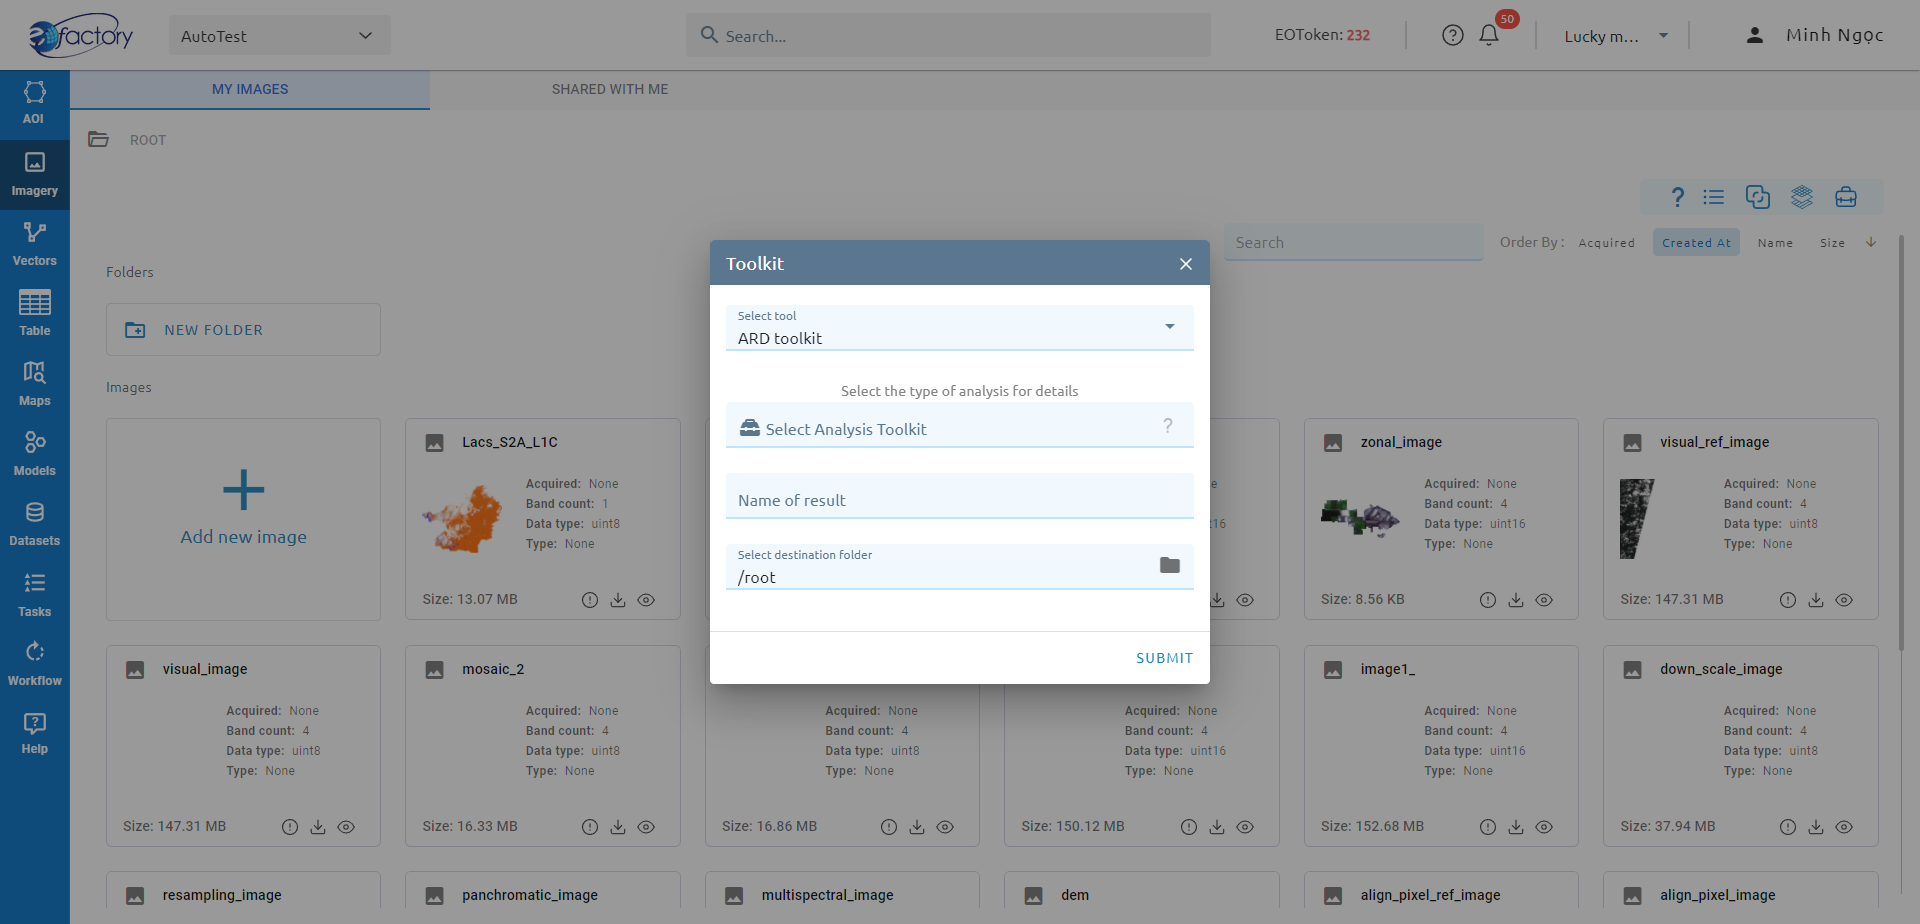 eofactory
AutoTest
Search...
EOToken: 232
50
Lucky m...
Minh Ngọc
AOI
Imagery
Vectors
Table
Maps
Models
Datasets
Tasks
Workflow
Help
MY IMAGES
SHARED WITH ME
ROOT
Search
Order By :
Acquired
Created At
Name
Size
Folders
NEW FOLDER
Images
Add new image
Lacs_S2A_L1C
Acquired: None
Band count: 1
Data type: uint8
Type: None
Size: 13.07 MB
Toolkit
Select tool
ARD toolkit
Select the type of analysis for details
Select Analysis Toolkit
?
Name of result
Select destination folder
/root
SUBMIT
zonal_image
Acquired: None
Band count: 4
Data type: uint16
Type: None
Size: 8.56 KB
visual_ref_image
Acquired: None
Band count: 4
Data type: uint8
Type: None
Size: 147.31 MB
visual_image
Acquired: None
Band count: 4
Data type: uint8
Type: None
Size: 147.31 MB
mosaic_2
Acquired: None
Band count: 4
Data type: uint8
Type: None
Size: 16.33 MB
Acquired: None
Band count: 4
Data type: uint8
Type: None
Size: 16.86 MB
Acquired: None
Band count: 4
Data type: uint16
Type: None
Size: 150.12 MB
image1_
Acquired: None
Band count: 4
Data type: uint16
Type: None
Size: 152.68 MB
down_scale_image
Acquired: None
Band count: 4
Data type: uint8
Type: None
Size: 37.94 MB
resampling_image
panchromatic_image
multispectral_image
dem
align_pixel_ref_image
align_pixel_image